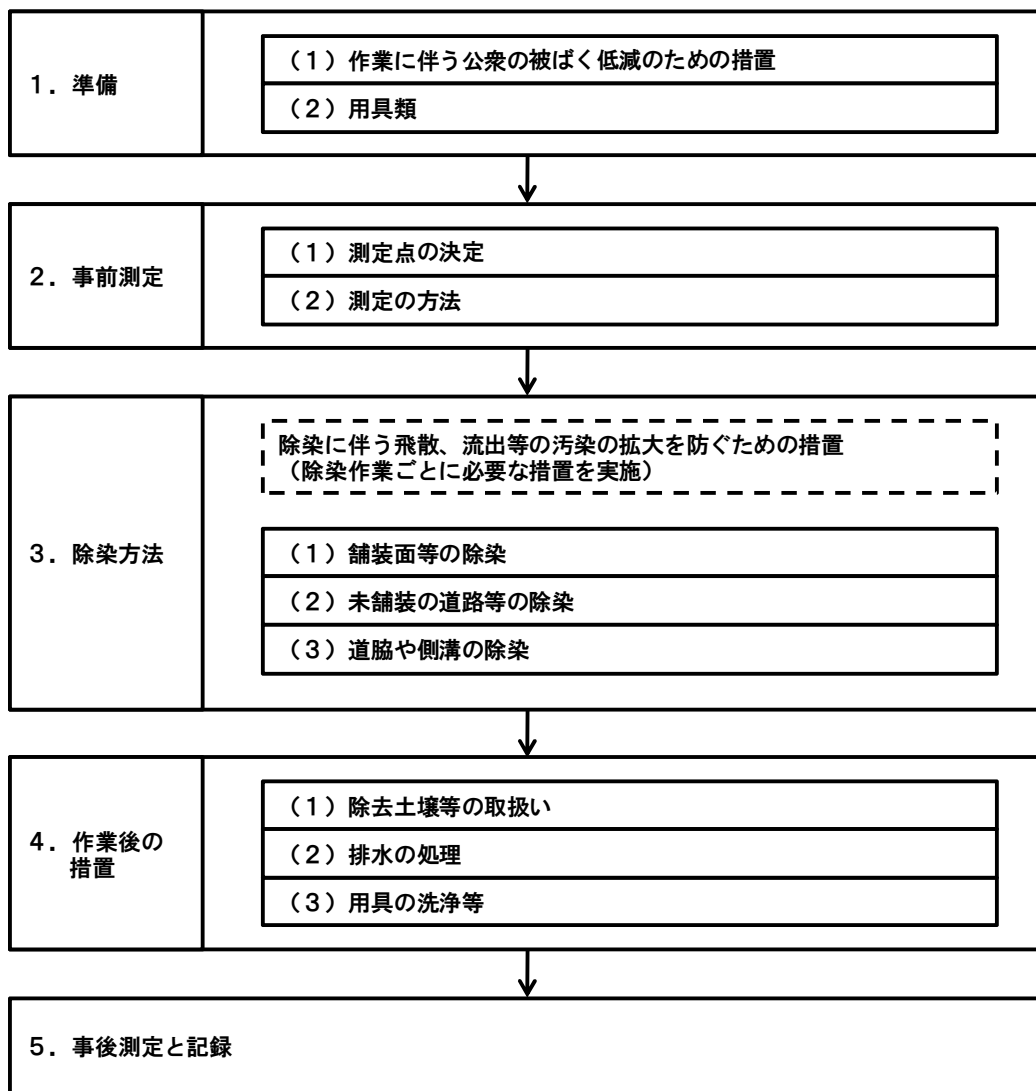 1．準備
（1）作業に伴う公衆の被ばく低減のための措置
（2）用具類
2．事前測定
（1）測定点の決定
（2）測定の方法
3．除染方法
除染に伴う飛散、流出等の汚染の拡大を防ぐための措置
（除染作業ごとに必要な措置を実施）
（1）舗装面等の除染
（2）未舗装の道路等の除染
（3）道脇や側溝の除染
4．作業後の
措置
（1）除去土壌等の取扱い
（2）排水の処理
（3）用具の洗浄等
5．事後測定と記録